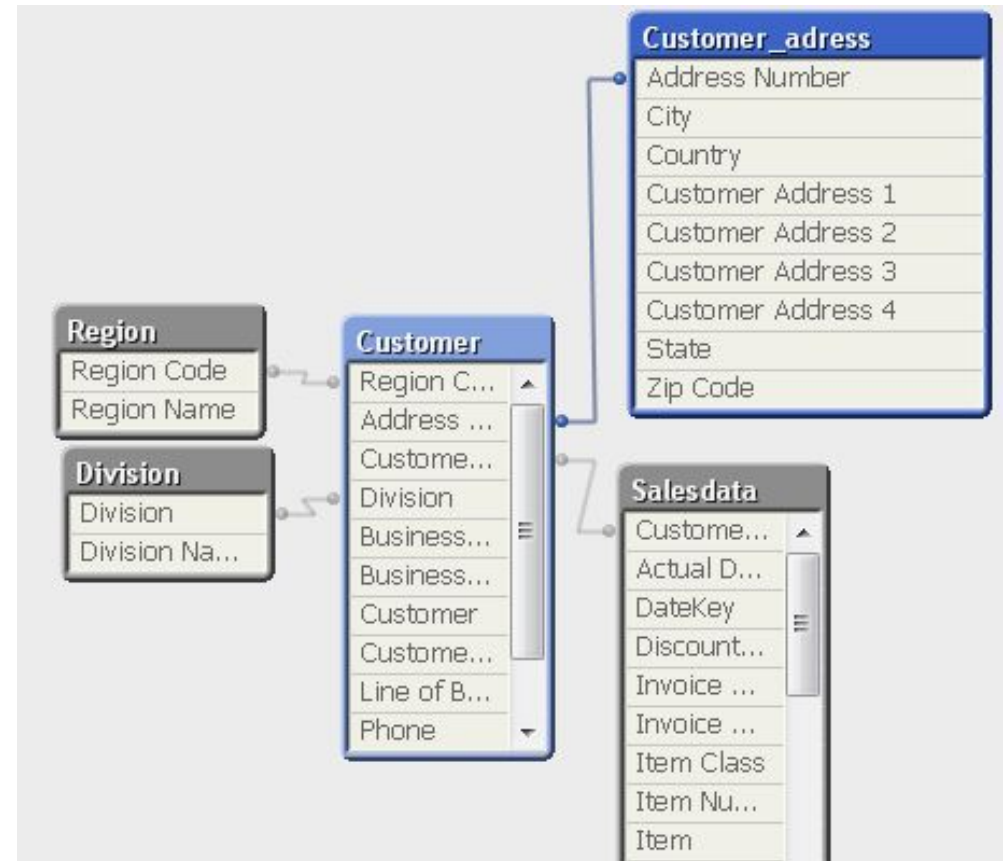 Customer_adress
Address Number
City
Country
Customer Address 1
Customer Address 2
Customer Address 3
Customer Address 4
State
Zip Code
Region
Region Code
Region Name
Division
Division
Division Na...
Customer
Region C...
Address ...
Custome...
Division
Business...
Business...
Customer
Custome...
Line of B...
Phone
Salesdata
Custome...
Actual D...
DateKey
Discount...
Invoice ...
Invoice ...
Item Class
Item Nu...
Item